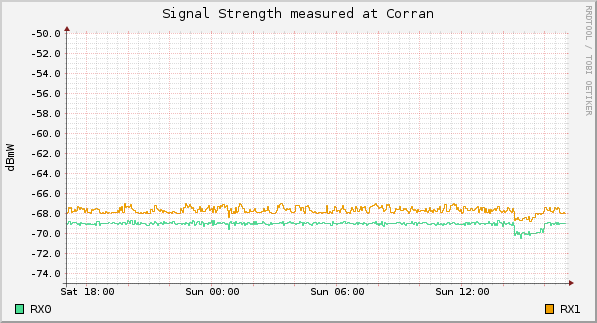 Signal Strength measured at Corran
RRDTOOL / TOBI OETIKER
dBmW
-50.0
-52.0
-54.0
-56.0
-58.0
-60.0
-62.0
-64.0
-66.0
-68.0
-70.0
-72.0
-74.0
Sat 18:00 Sun 00:00 Sun 06:00 Sun 12:00
RX0 RX1